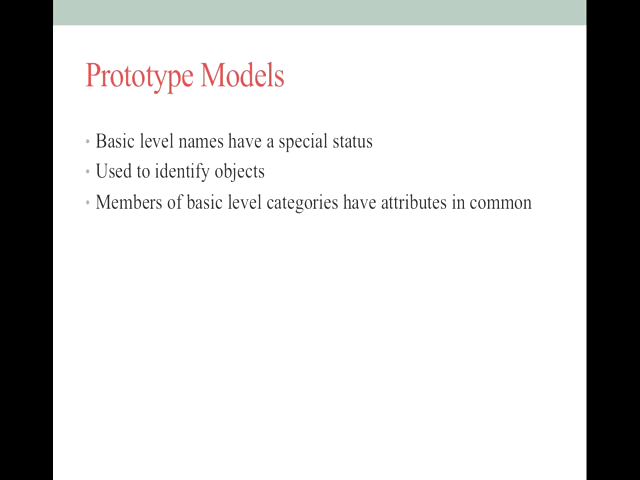 Prototype Models
• Basic level names have a special status
• Used to identify objects
• Members of basic level categories have attributes in common